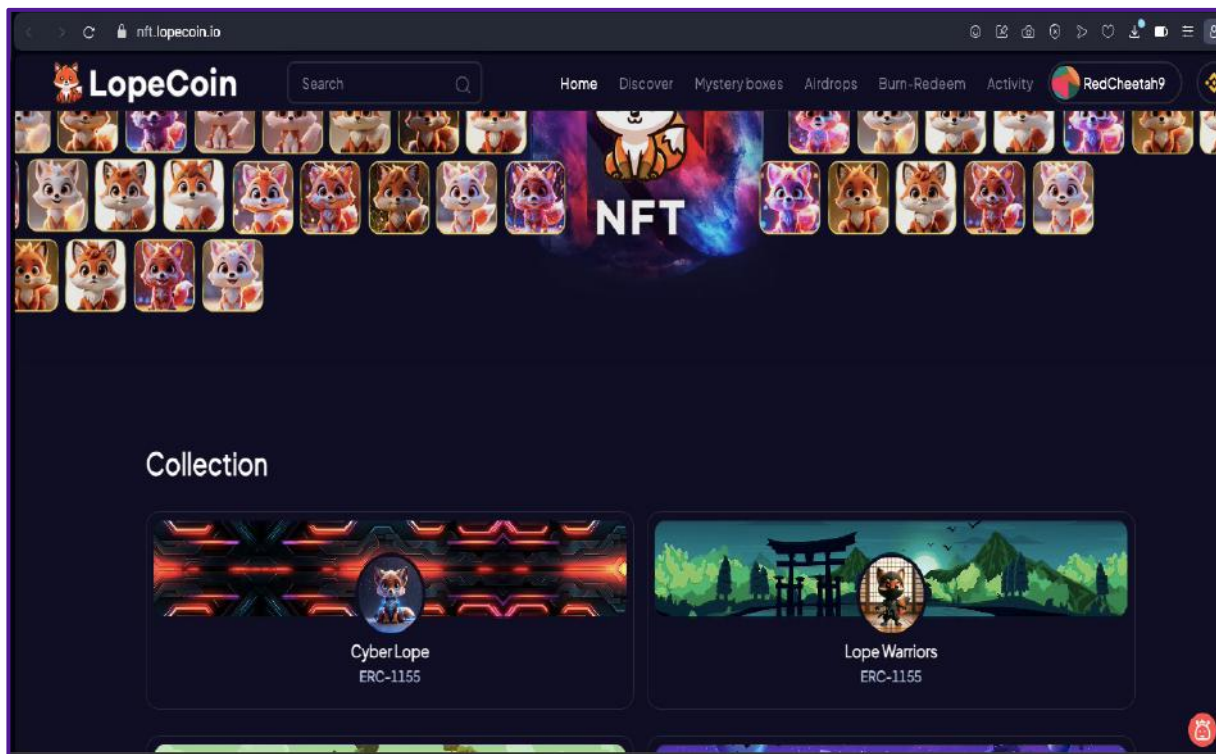 nft.lopecoin.io
LopeCoin
Search
Home Discover Mystery boxes Airdrops Burn-Redeem Activity RedCheetah9
NFT
Collection
Cyber Lope
ERC-1155
Lope Warriors
ERC-1155